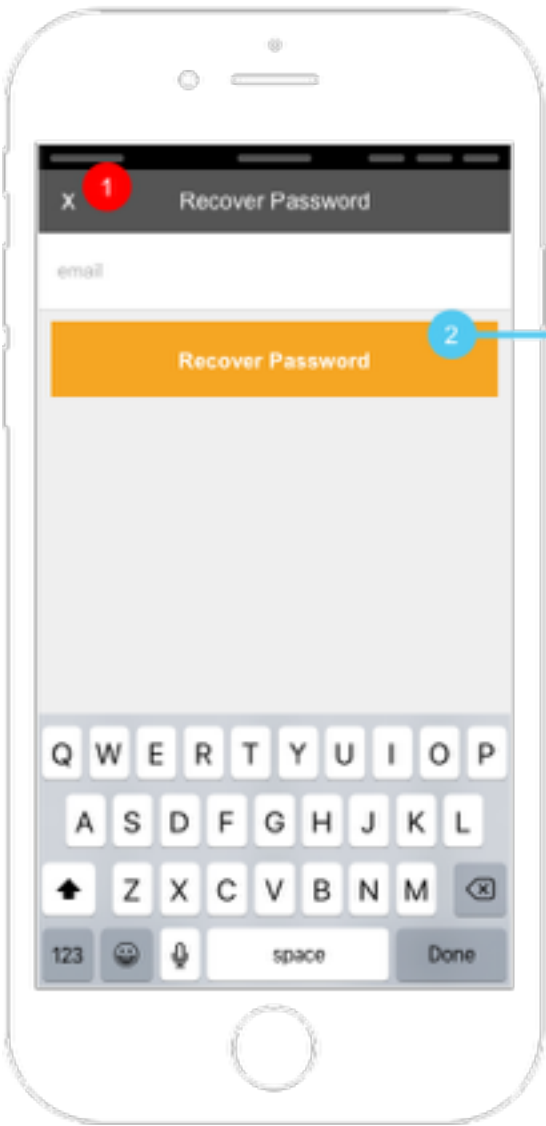 X 1 Recover Password
email
2
Recover Password
Q W E R T Y U I O P
A S D F G H J K L
Z X C V B N M
123 space Done